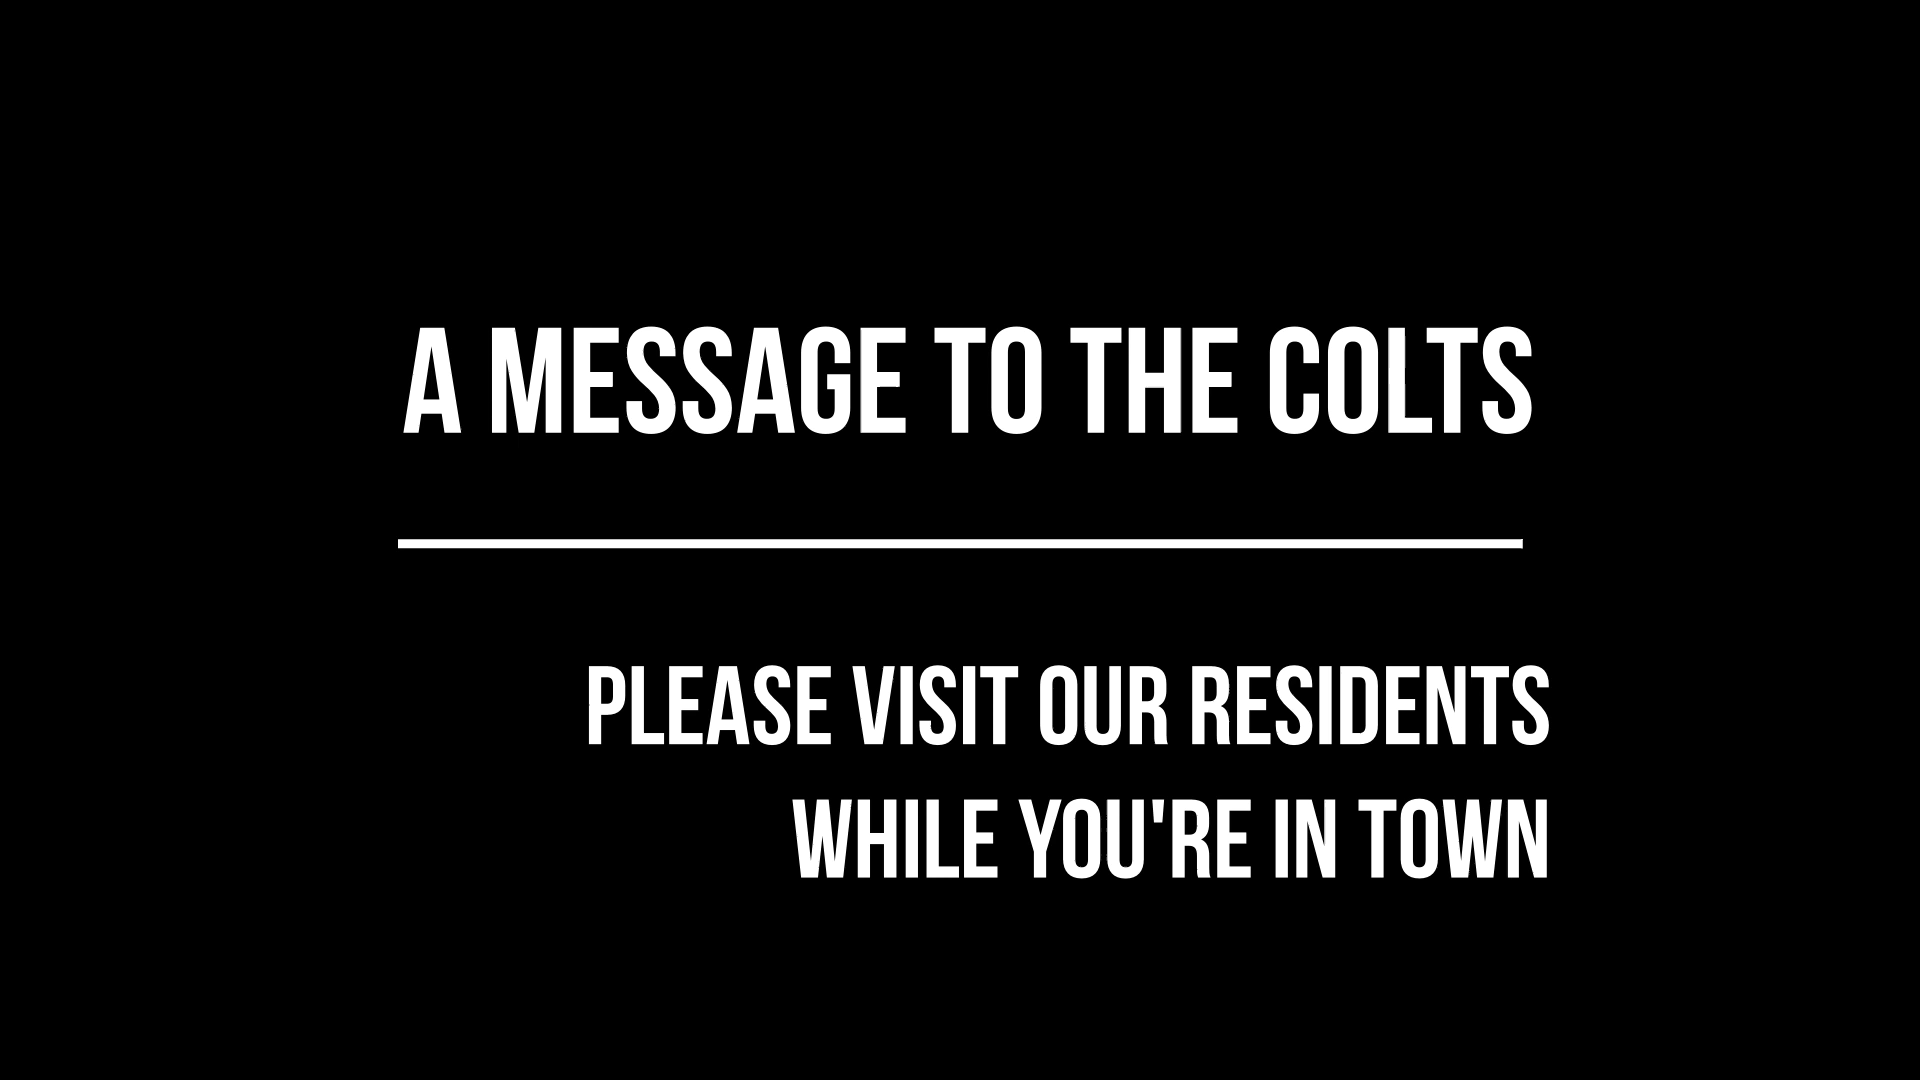 A MESSAGE TO THE COLTS
PLEASE VISIT OUR RESIDENTS
WHILE YOU'RE IN TOWN